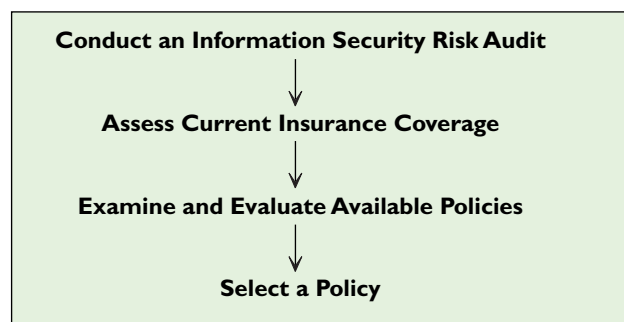 Conduct an Information Security Risk Audit
Assess Current Insurance Coverage
Examine and Evaluate Available Policies
Select a Policy